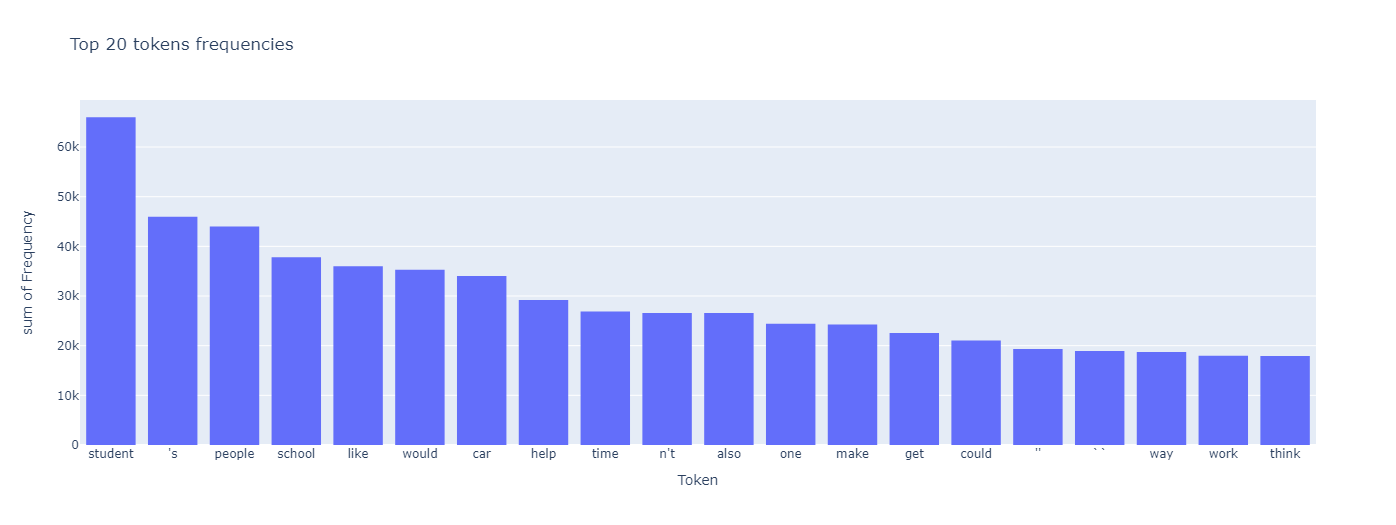 Top 20 tokens frequencies
60k
50k
40k
30k
20k
10k
0
sum of Frequency
student 's people school like would car help time n't also one make get could '' `` way work think
Token